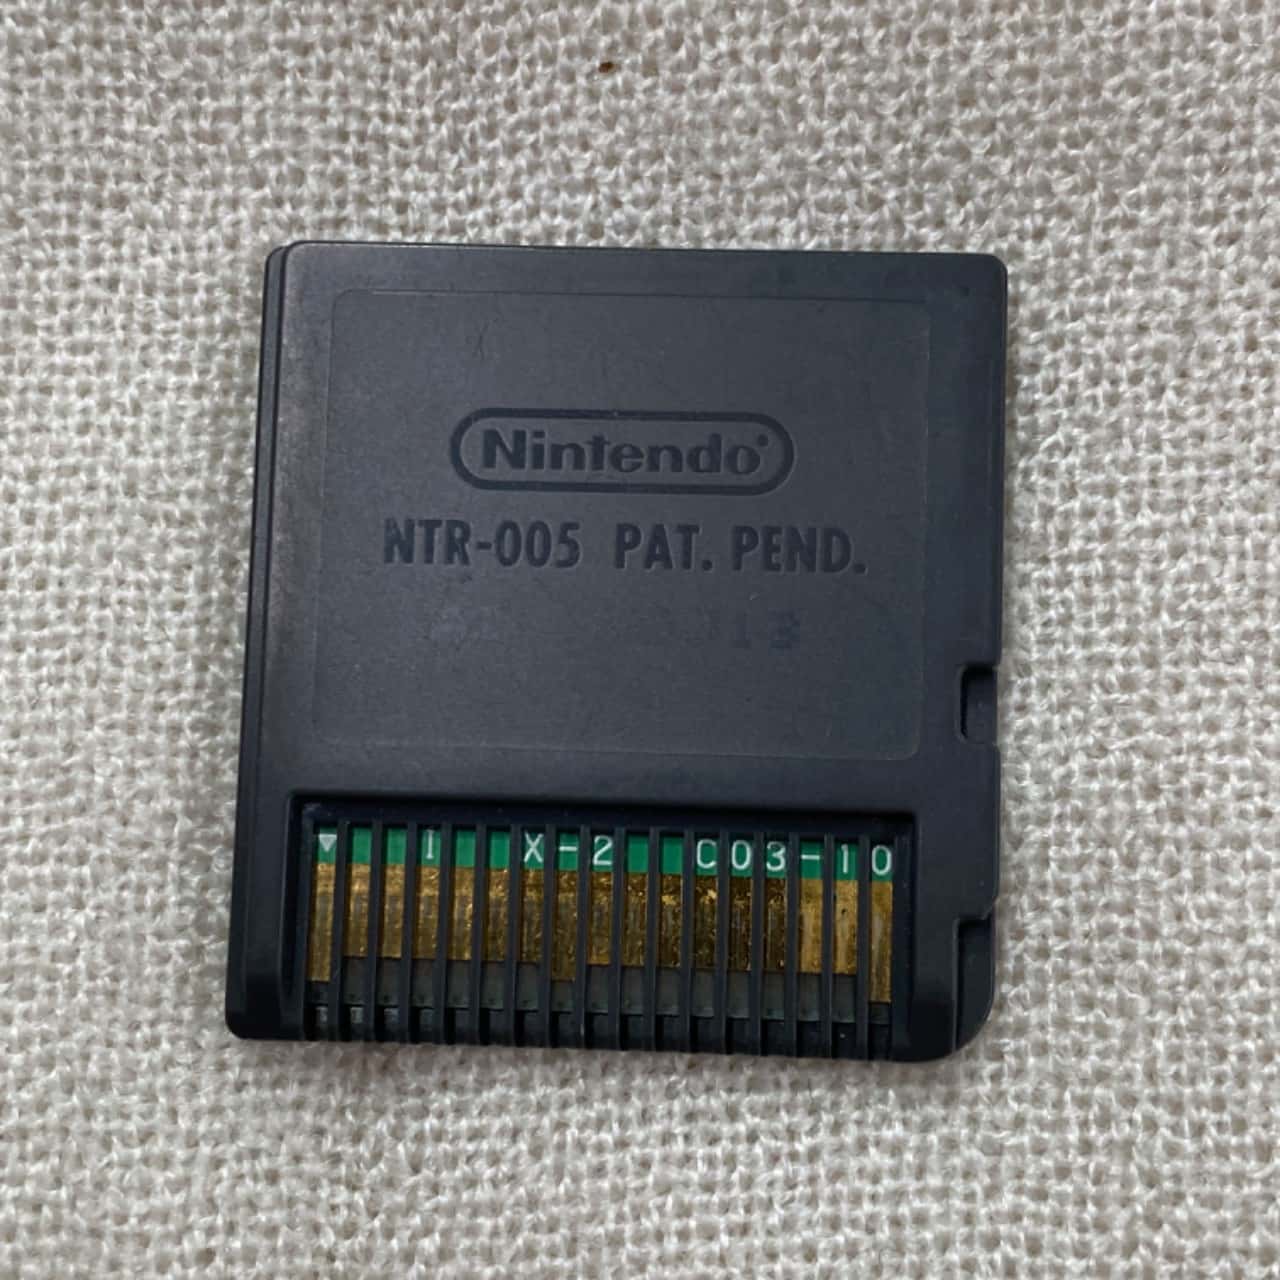 Nintendo®
NTR-005 PAT. PEND.
▼ I X-2 C03-10